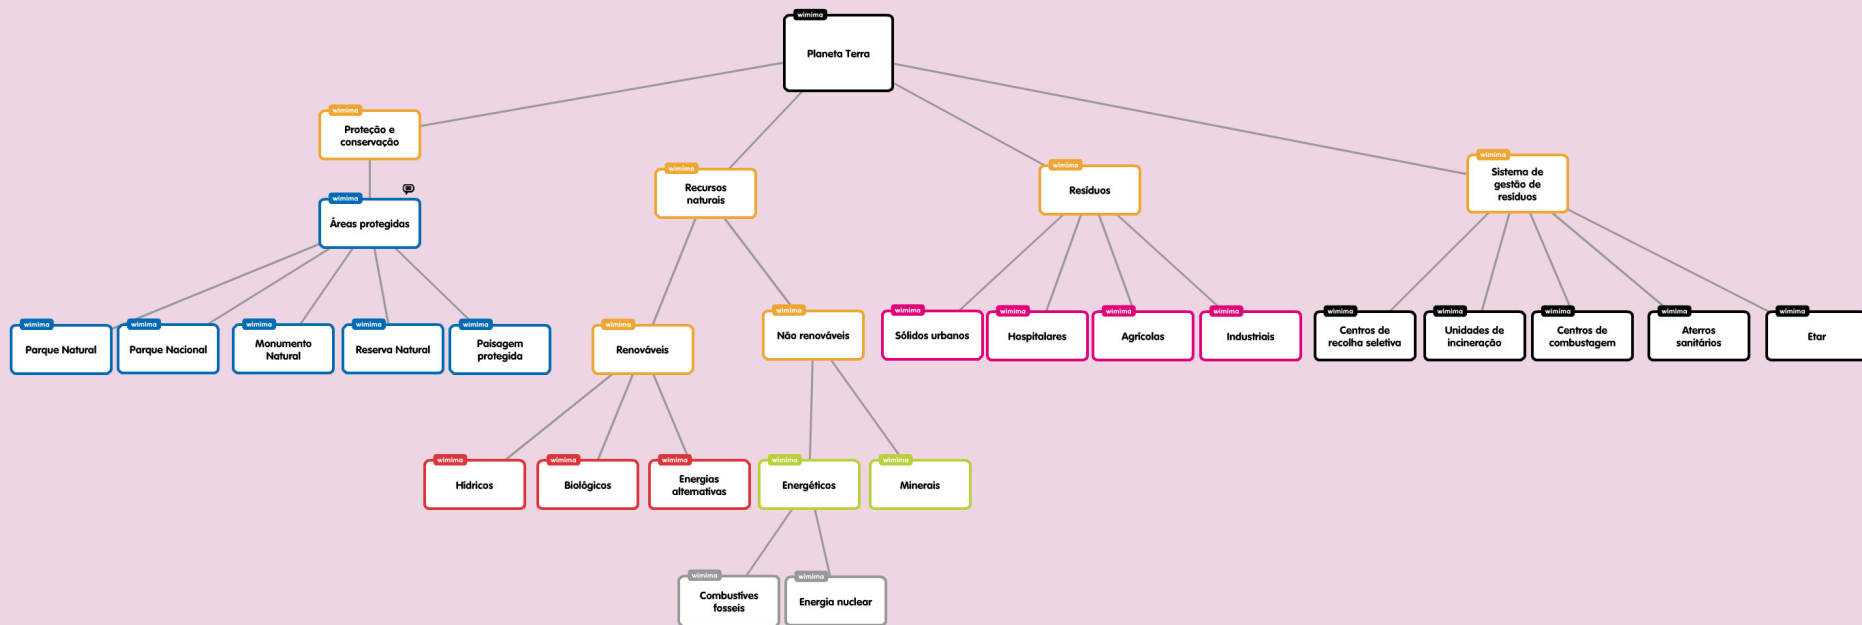 wimima
Planeta Terra
wimima
Proteção e
conservação
wimima
Áreas protegidas
wimima
Parque Natural
wimima
Parque Nacional
wimima
Monumento
Natural
wimima
Reserva Natural
wimima
Paisagem
protegida
wimima
Recursos
naturais
wimima
Renováveis
wimima
Hídricos
wimima
Biológicos
wimima
Energias
alternativas
wimima
Não renováveis
wimima
Energéticos
wimima
Combustíves
fosseis
wimima
Energia nuclear
wimima
Minerais
wimima
Resíduos
wimima
Sólidos urbanos
wimima
Hospitalares
wimima
Agrícolas
wimima
Industriais
wimima
Sistema de
gestão de
resíduos
wimima
Centros de
recolha seletiva
wimima
Unidades de
incineração
wimima
Centros de
combustagem
wimima
Aterros
sanitários
wimima
Etar